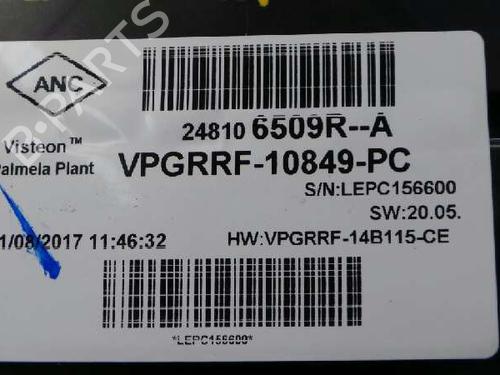 ANC
24810 6509R--A
Visteon™
Palmela Plant
VPGRRF-10849-PC
S/N:LEPC156600
SW:20.05.
1/08/2017 11:46:32
HW:VPGRRF-14B115-CE
*LEPC156600*
B-PARTS